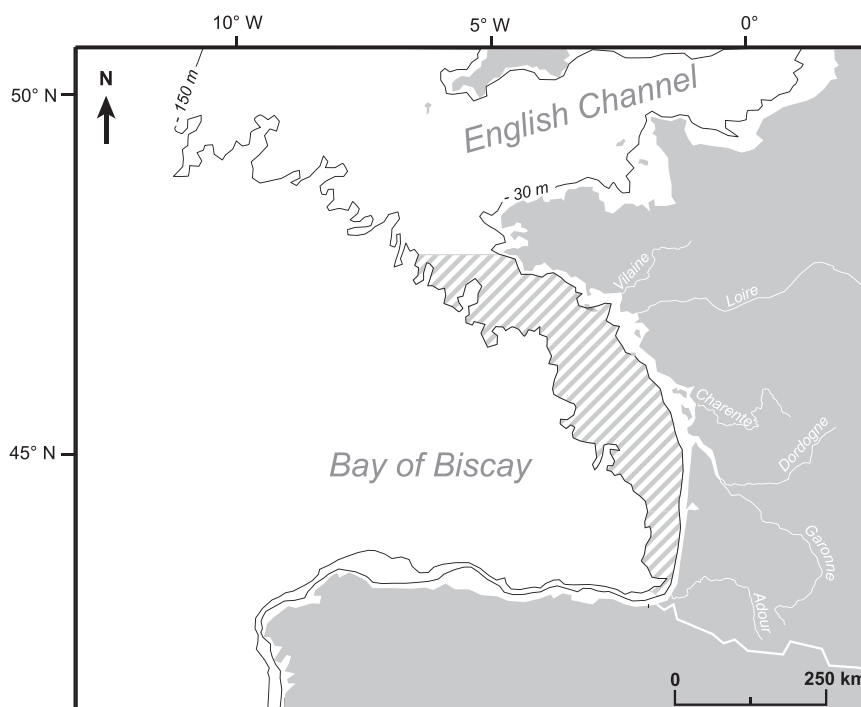 10° W
5° W
0°
N
50° N
- 150 m
English Channel
- 30 m
Vilaine
Loire
Charente
Dordogne
45° N
Bay of Biscay
Garonne
Adour
0
250 km